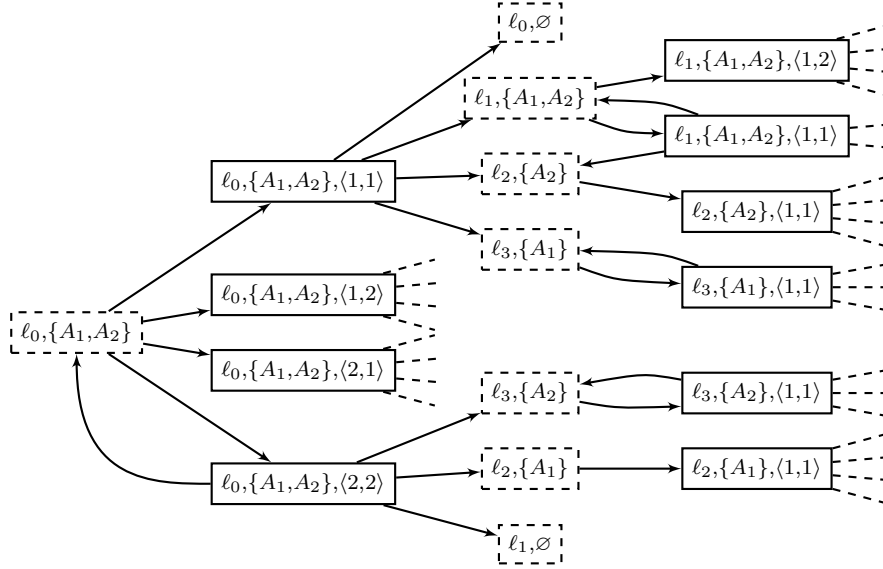 ℓ₀,∅
ℓ₁,{A₁,A₂},⟨1,2⟩
ℓ₁,{A₁,A₂}
ℓ₁,{A₁,A₂},⟨1,1⟩
ℓ₀,{A₁,A₂},⟨1,1⟩
ℓ₂,{A₂}
ℓ₂,{A₂},⟨1,1⟩
ℓ₃,{A₁}
ℓ₃,{A₁},⟨1,1⟩
ℓ₀,{A₁,A₂},⟨1,2⟩
ℓ₀,{A₁,A₂}
ℓ₀,{A₁,A₂},⟨2,1⟩
ℓ₃,{A₂}
ℓ₃,{A₂},⟨1,1⟩
ℓ₀,{A₁,A₂},⟨2,2⟩
ℓ₂,{A₁}
ℓ₂,{A₁},⟨1,1⟩
ℓ₁,∅